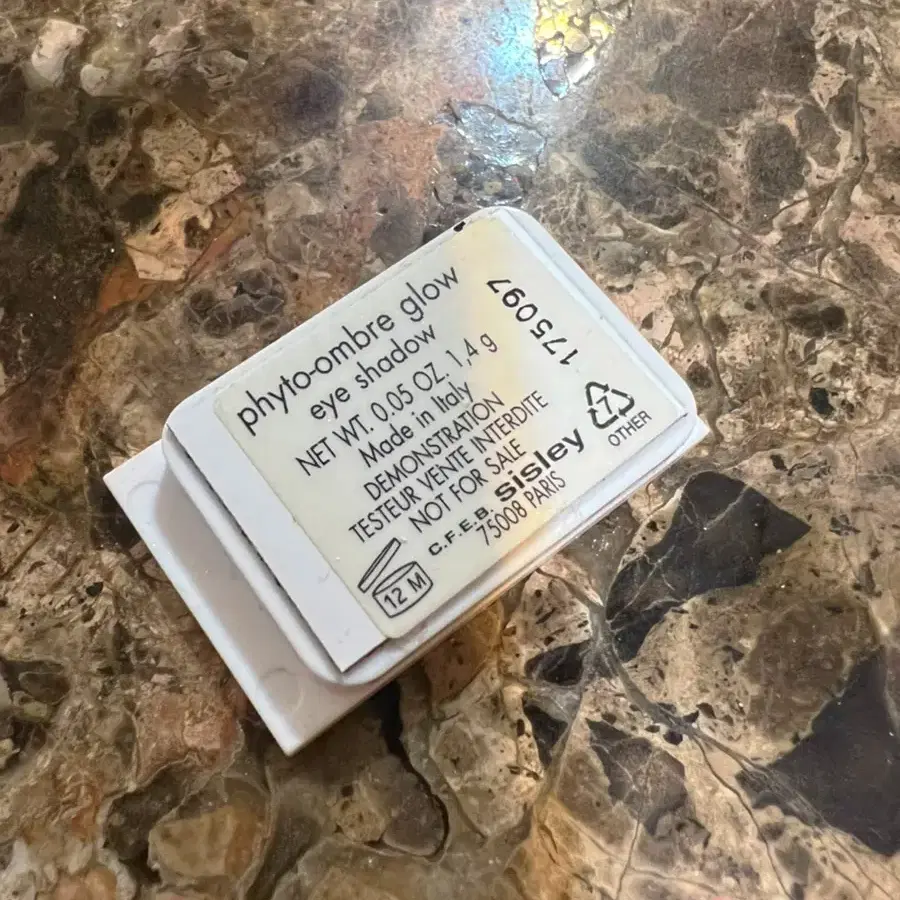 phyto-ombre glow
eye shadow
NET WT. 0.05 OZ. 1,4 g
Made in Italy
DEMONSTRATION
TESTEUR VENTE INTERDITE
NOT FOR SALE
C.F.E.B. sisley
75008 PARIS
12 M
175097
7
OTHER